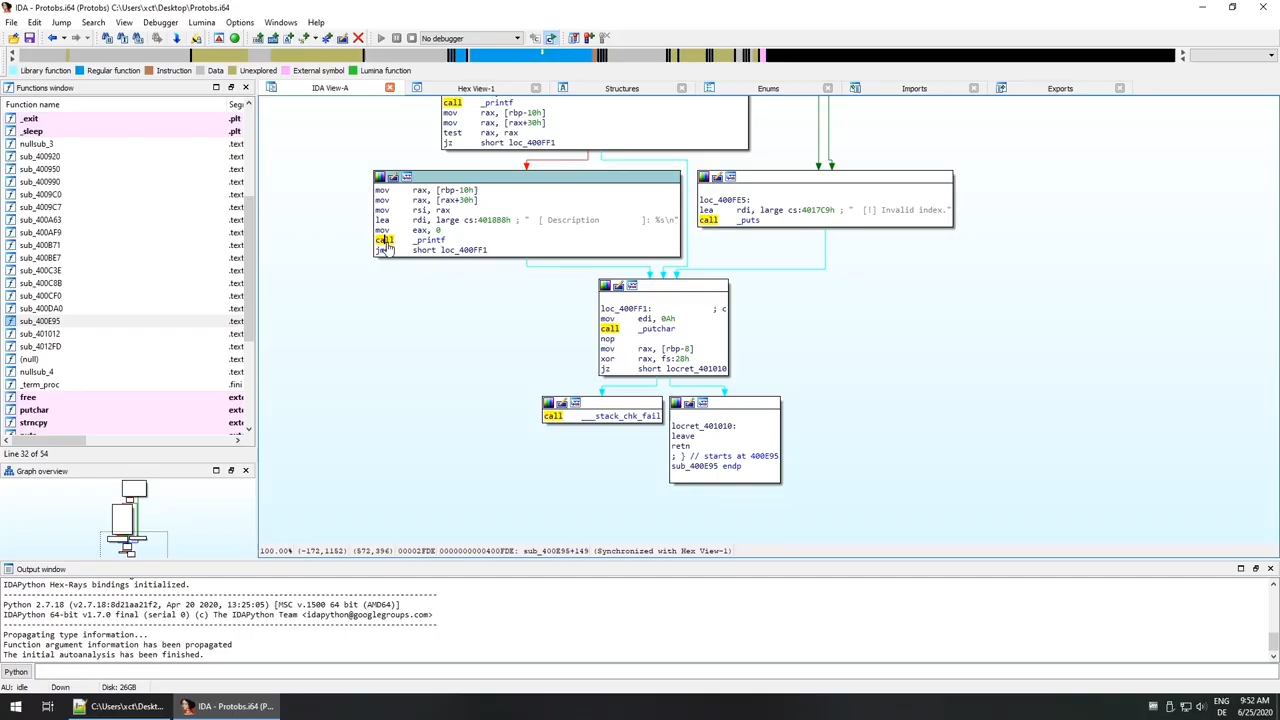 IDA - Protobs.i64 (Protobs) C:\Users\xct\Desktop\Protobs.i64
File Edit Jump Search View Debugger Lumina Options Windows Help
No debugger
Library function Regular function Instruction Data Unexplored External symbol Lumina function
Functions window
IDA View-A Hex View-1 Structures Enums Imports Exports
Function name Seg
_exit .plt
_sleep .plt
nullsub_3 .text
sub_400920 .text
sub_400950 .text
sub_400990 .text
sub_4009C0 .text
sub_4009C7 .text
sub_400A63 .text
sub_400AF9 .text
sub_400B71 .text
sub_400BE7 .text
sub_400C3E .text
sub_400C8B .text
sub_400CF0 .text
sub_400DA0 .text
sub_400E95 .text
sub_401012 .text
sub_4012FD .text
(null) .text
nullsub_4 .text
_term_proc .fini
free exte
putchar exte
strncpy exte
Line 32 of 54
Graph overview
call _printf
mov rax, [rbp-10h]
mov rax, [rax+30h]
test rax, rax
jz short loc_400FF1
mov rax, [rbp-10h]
mov rax, [rax+30h]
mov rsi, rax
lea rdi, large cs:4018B8h ; " [ Description ]: %s\n"
mov eax, 0
call _printf
short loc_400FF1
loc_400FE5:
lea rdi, large cs:4017C9h ; " [!] Invalid index."
call _puts
loc_400FF1: ; c
mov edi, 0Ah
call _putchar
nop
mov rax, [rbp-8]
xor rax, fs:28h
jz short locret_401010
call ___stack_chk_fail
locret_401010:
leave
retn
; } // starts at 400E95
sub_400E95 endp
100.00% (-172,1152) (572,396) 00002FDE 0000000000400FDE: sub_400E95+149 (Synchronized with Hex View-1)
Output window
IDAPython Hex-Rays bindings initialized.
Python 2.7.18 (v2.7.18:8d21aa21f2, Apr 20 2020, 13:25:05) [MSC v.1500 64 bit (AMD64)]
IDAPython 64-bit v1.7.0 final (serial 0) (c) The IDAPython Team <idapython@googlegroups.com>
Propagating type information...
Function argument information has been propagated
The initial autoanalysis has been finished.
Python
AU: idle Down Disk: 26GB
C:\Users\xct\Deskt...
IDA - Protobs.i64 (P...
ENG
DE
9:52 AM
6/25/2020